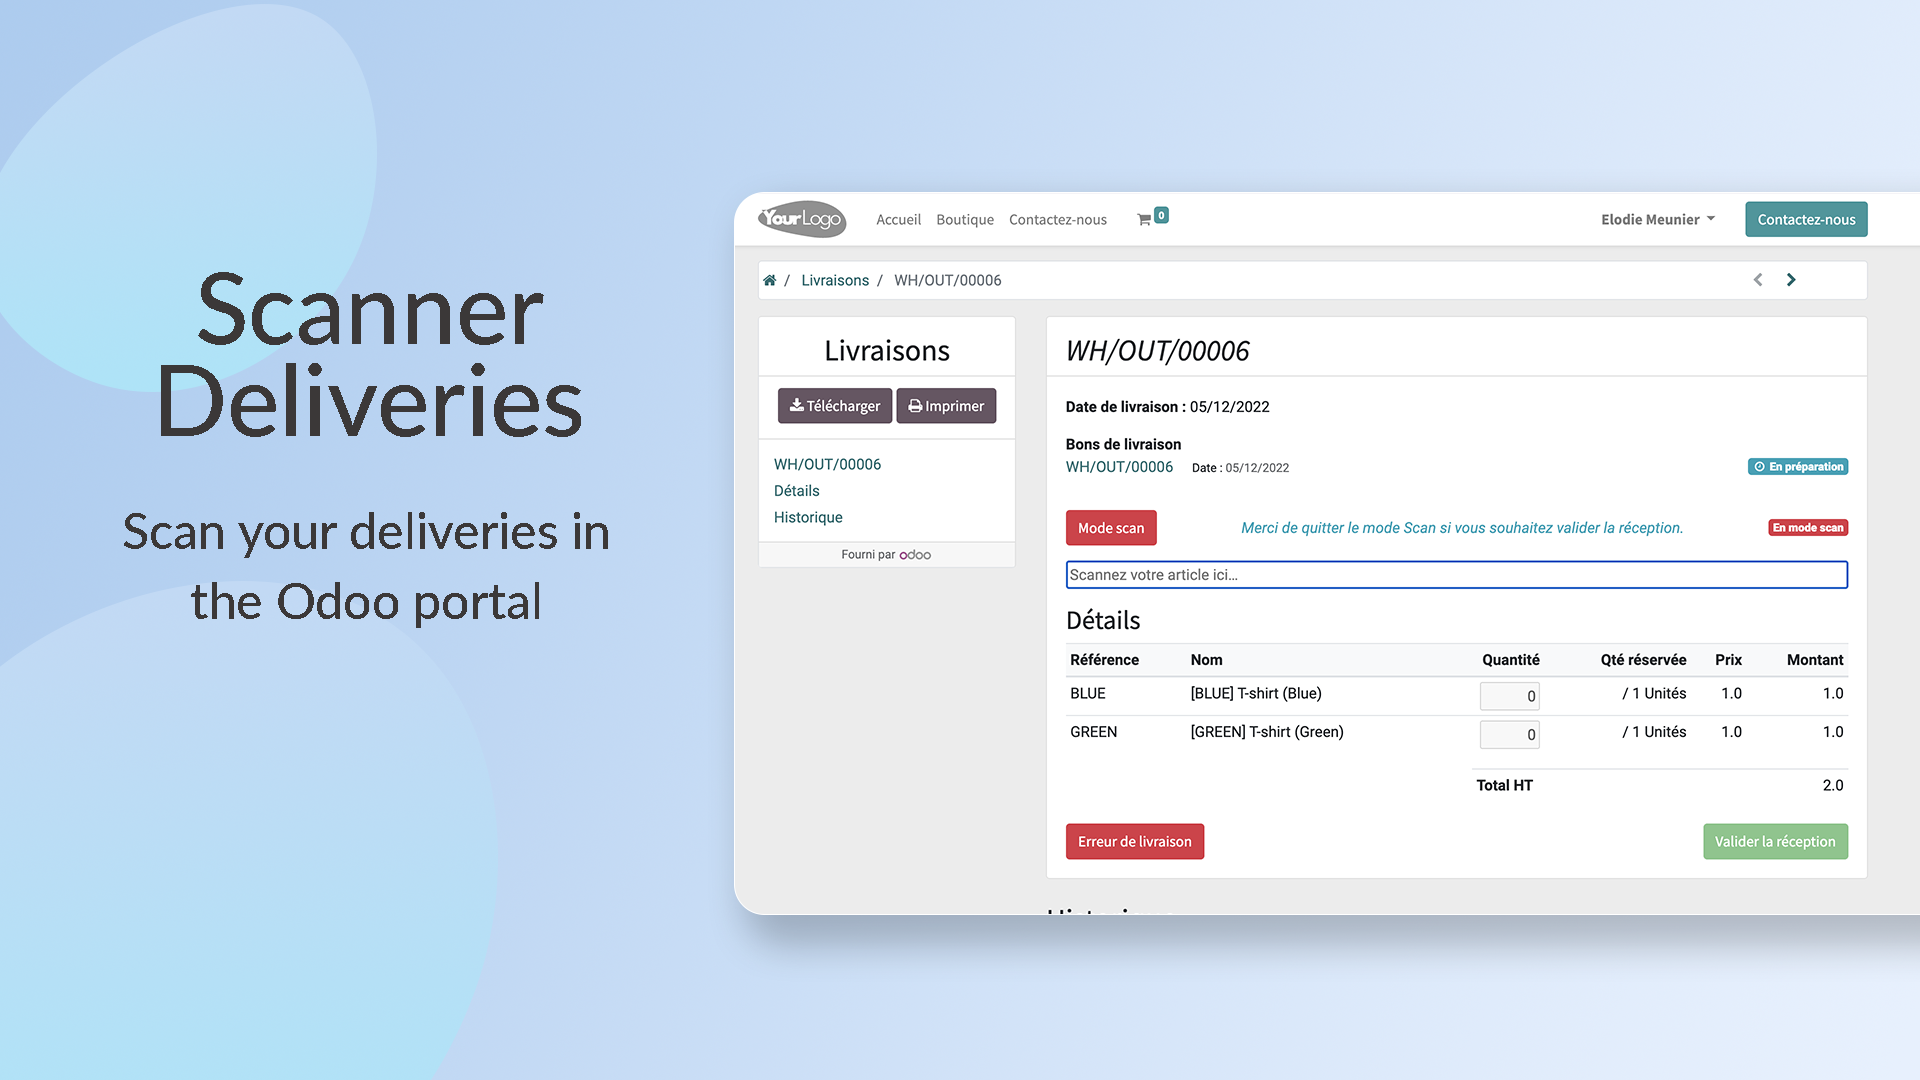 Scanner
Deliveries
Scan your deliveries in
the Odoo portal
YourLogo
Accueil Boutique Contactez-nous 0 Elodie Meunier Contactez-nous
/ Livraisons / WH/OUT/00006
Livraisons
Télécharger Imprimer
WH/OUT/00006
Détails
Historique
Fourni par odoo
WH/OUT/00006
Date de livraison : 05/12/2022
Bons de livraison
WH/OUT/00006 Date : 05/12/2022 En préparation
Mode scan Merci de quitter le mode Scan si vous souhaitez valider la réception. En mode scan
Scannez votre article ici...
Détails
Référence Nom Quantité Qté réservée Prix Montant
BLUE [BLUE] T-shirt (Blue) 0 / 1 Unités 1.0 1.0
GREEN [GREEN] T-shirt (Green) 0 / 1 Unités 1.0 1.0
Total HT 2.0
Erreur de livraison Valider la réception